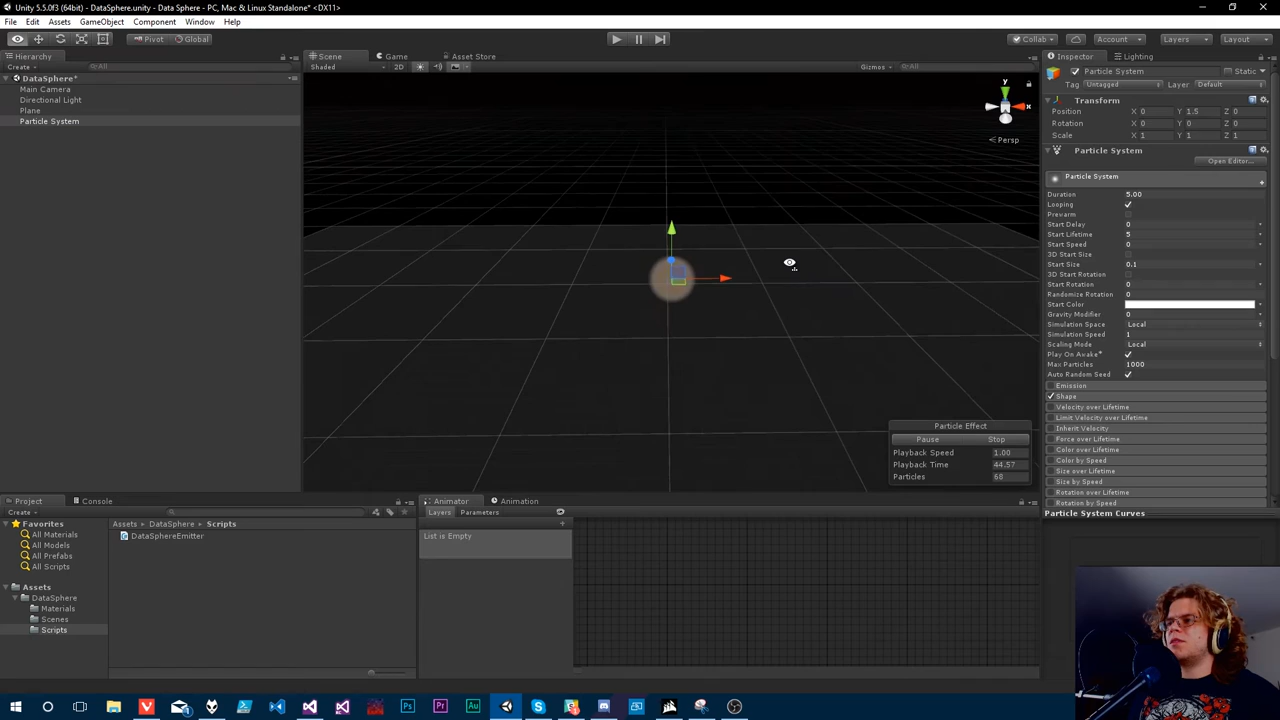 Unity 5.5.0f3 (64bit) - DataSphere.unity - Data Sphere - PC, Mac & Linux Standalone* <DX11>
File Edit Assets GameObject Component Window Help
Pivot Global Collab Account Layers Layout
Hierarchy Scene Game Asset Store Inspector Lighting
Create All Shaded 2D Gizmos All
DataSphere*
Main Camera
Directional Light
Plane
Particle System
y
x
Persp
Particle Effect
Pause Stop
Playback Speed 1.00
Playback Time 44.57
Particles 68
Particle System Static
Tag Untagged Layer Default
Transform
Position X 0 Y 1.5 Z 0
Rotation X 0 Y 0 Z 0
Scale X 1 Y 1 Z 1
Particle System
Open Editor...
Particle System
Duration 5.00
Looping
Prewarm
Start Delay 0
Start Lifetime 5
Start Speed 0
3D Start Size
Start Size 0.1
3D Start Rotation
Start Rotation 0
Randomize Rotation 0
Start Color
Gravity Modifier 0
Simulation Space Local
Simulation Speed 1
Scaling Mode Local
Play On Awake*
Max Particles 1000
Auto Random Seed
Emission
Shape
Velocity over Lifetime
Limit Velocity over Lifetime
Inherit Velocity
Force over Lifetime
Color over Lifetime
Color by Speed
Size over Lifetime
Size by Speed
Rotation over Lifetime
Rotation by Speed
Particle System Curves
Project Console
Create
Favorites
All Materials
All Models
All Prefabs
All Scripts
Assets
DataSphere
Materials
Scenes
Scripts
Assets DataSphere Scripts
DataSphereEmitter
Animator Animation
Layers Parameters
List is Empty